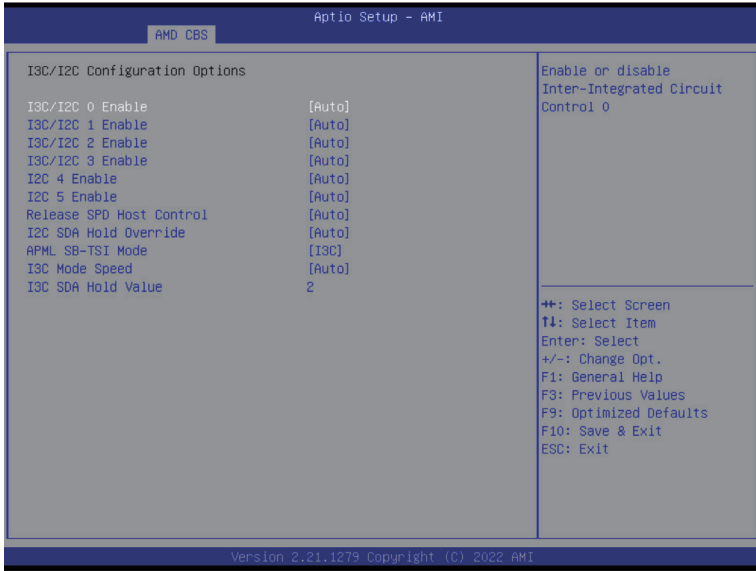 Aptio Setup – AMI
AMD CBS
I3C/I2C Configuration Options
I3C/I2C 0 Enable [Auto]
I3C/I2C 1 Enable [Auto]
I3C/I2C 2 Enable [Auto]
I3C/I2C 3 Enable [Auto]
I2C 4 Enable [Auto]
I2C 5 Enable [Auto]
Release SPD Host Control [Auto]
I2C SDA Hold Override [Auto]
APML SB-TSI Mode [I3C]
I3C Mode Speed [Auto]
I3C SDA Hold Value 2
Enable or disable
Inter-Integrated Circuit
Control 0
→←: Select Screen
↑↓: Select Item
Enter: Select
+/-: Change Opt.
F1: General Help
F3: Previous Values
F9: Optimized Defaults
F10: Save & Exit
ESC: Exit
Version 2.21.1279 Copyright (C) 2022 AMI